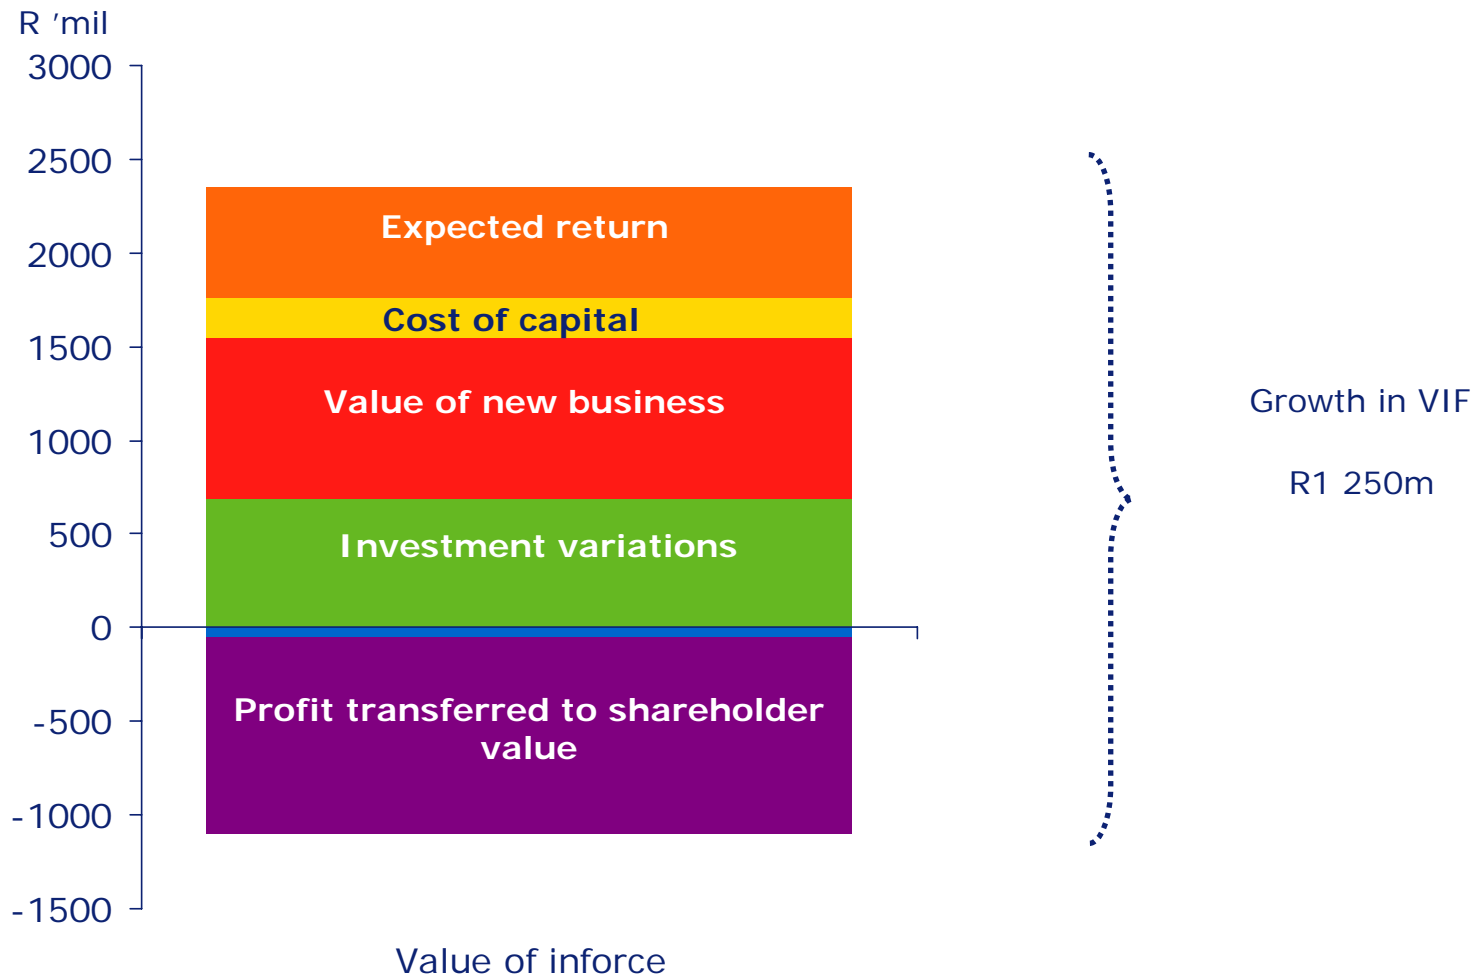 R 'mil
3000
2500
2000
1500
1000
500
0
-500
-1000
-1500
Expected return
Cost of capital
Value of new business
Investment variations
Profit transferred to shareholder
value
Value of inforce
Growth in VIF
R1 250m